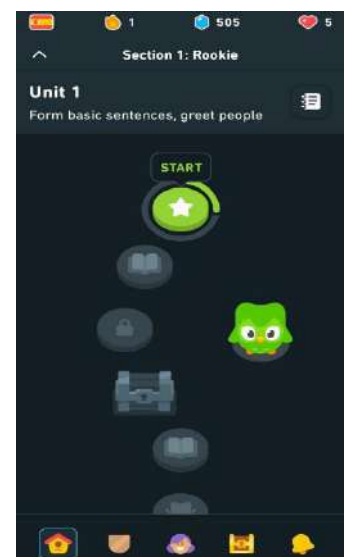 1
505
5
Section 1: Rookie
Unit 1
Form basic sentences, greet people
START